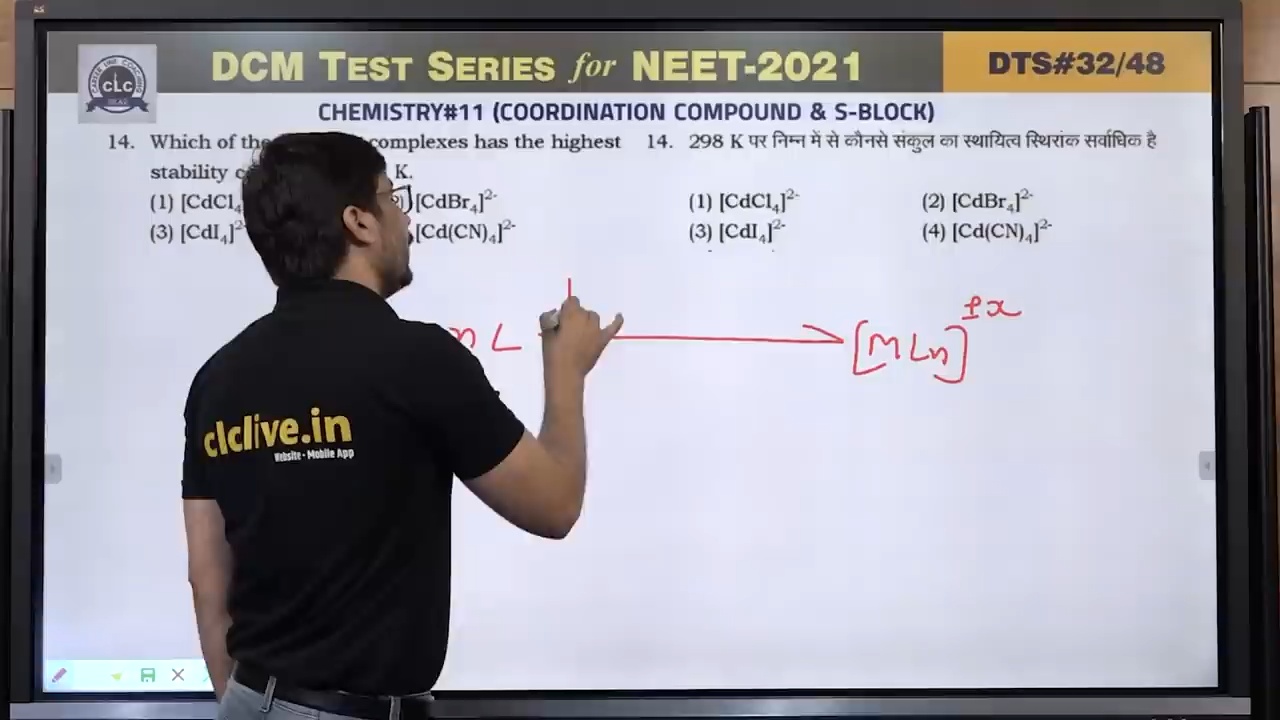 DCM TEST SERIES for NEET-2021
DTS#32/48
CLC
CHEMISTRY#11 (COORDINATION COMPOUND & S-BLOCK)
14. Which of the complexes has the highest
stability K.
(1) [CdCl4 [CdBr4]2-
(3) [CdI4]2- [Cd(CN)4]2-
14. 298 K पर निम्न में से कौनसे संकुल का स्थायित्व स्थिरांक सर्वाधिक है
(1) [CdCl4]2- (2) [CdBr4]2-
(3) [CdI4]2- (4) [Cd(CN)4]2-
n L [MLn]±x
clclive.in
Website - Mobile App